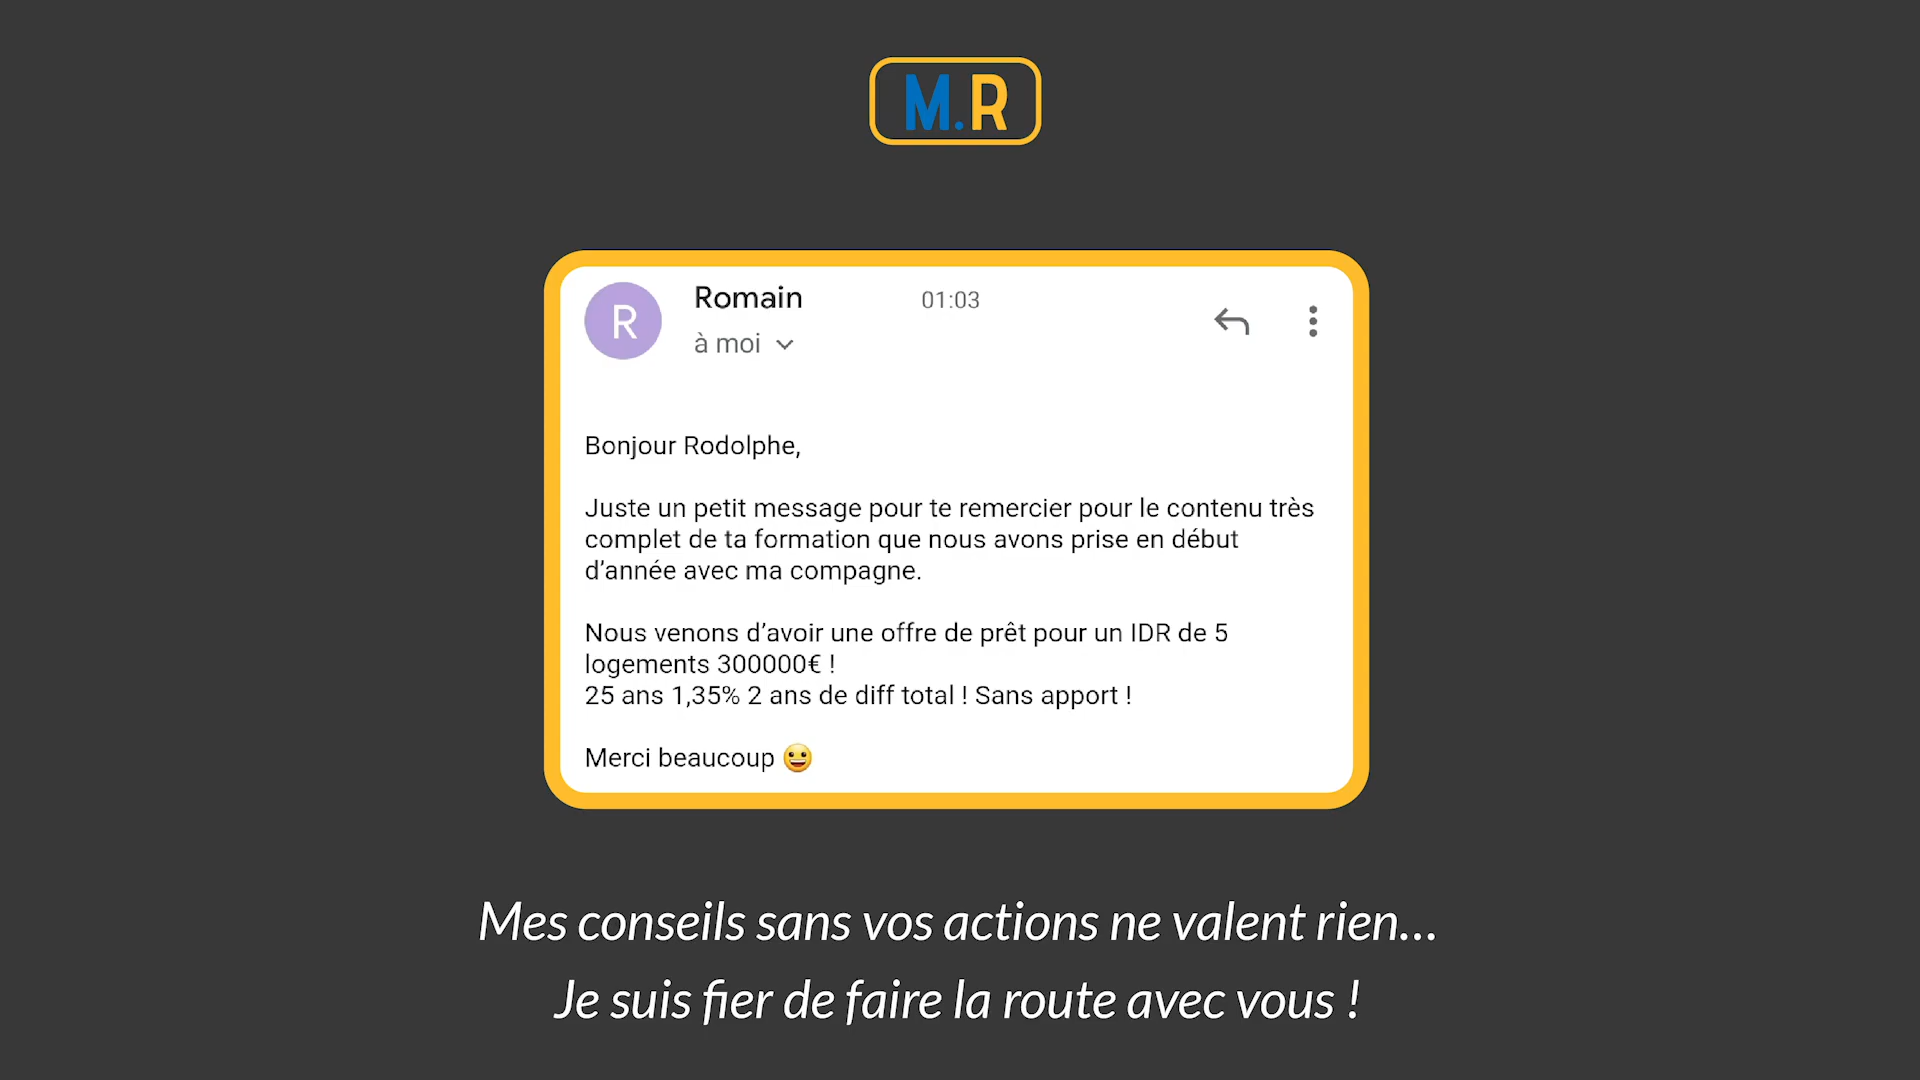 M.R
R
Romain 01:03
à moi
Bonjour Rodolphe,
Juste un petit message pour te remercier pour le contenu très
complet de ta formation que nous avons prise en début
d’année avec ma compagne.
Nous venons d’avoir une offre de prêt pour un IDR de 5
logements 300000€ !
25 ans 1,35% 2 ans de diff total ! Sans apport !
Merci beaucoup 😀
Mes conseils sans vos actions ne valent rien...
Je suis fier de faire la route avec vous !